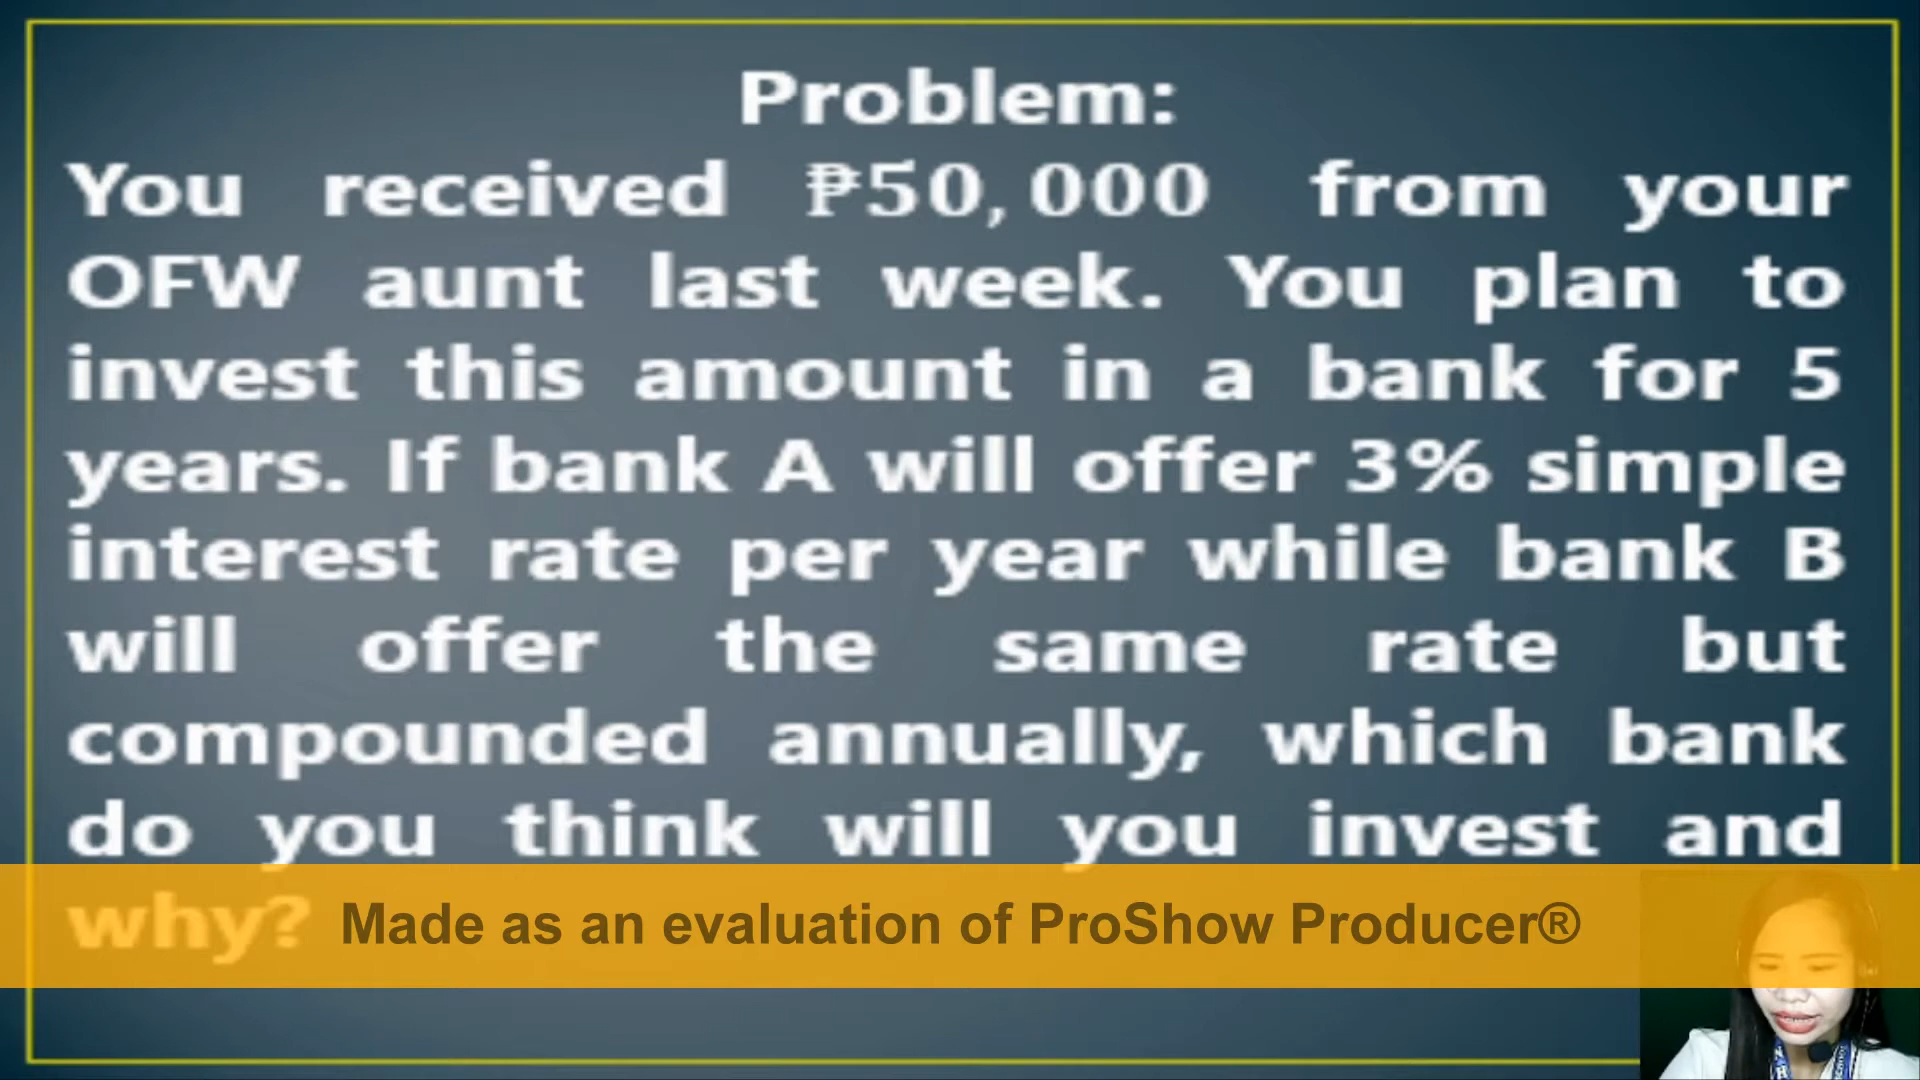 Problem:
You received ₱50,000 from your
OFW aunt last week. You plan to
invest this amount in a bank for 5
years. If bank A will offer 3% simple
interest rate per year while bank B
will offer the same rate but
compounded annually, which bank
do you think will you invest and
why?
Made as an evaluation of ProShow Producer®